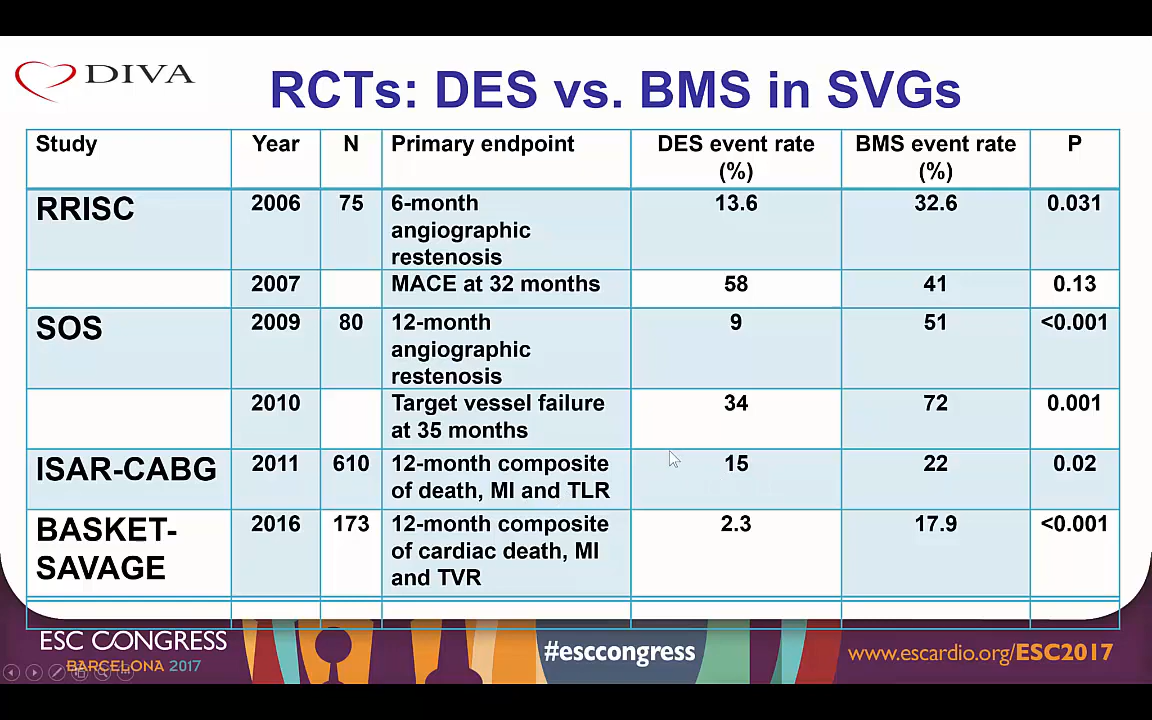 DIVA
RCTs: DES vs. BMS in SVGs
Study Year N Primary endpoint DES event rate (%) BMS event rate (%) P
RRISC 2006 75 6-month angiographic restenosis 13.6 32.6 0.031
2007 MACE at 32 months 58 41 0.13
SOS 2009 80 12-month angiographic restenosis 9 51 <0.001
2010 Target vessel failure at 35 months 34 72 0.001
ISAR-CABG 2011 610 12-month composite of death, MI and TLR 15 22 0.02
BASKET-SAVAGE 2016 173 12-month composite of cardiac death, MI and TVR 2.3 17.9 <0.001
ESC CONGRESS
BARCELONA 2017
#esccongress
www.escardio.org/ESC2017